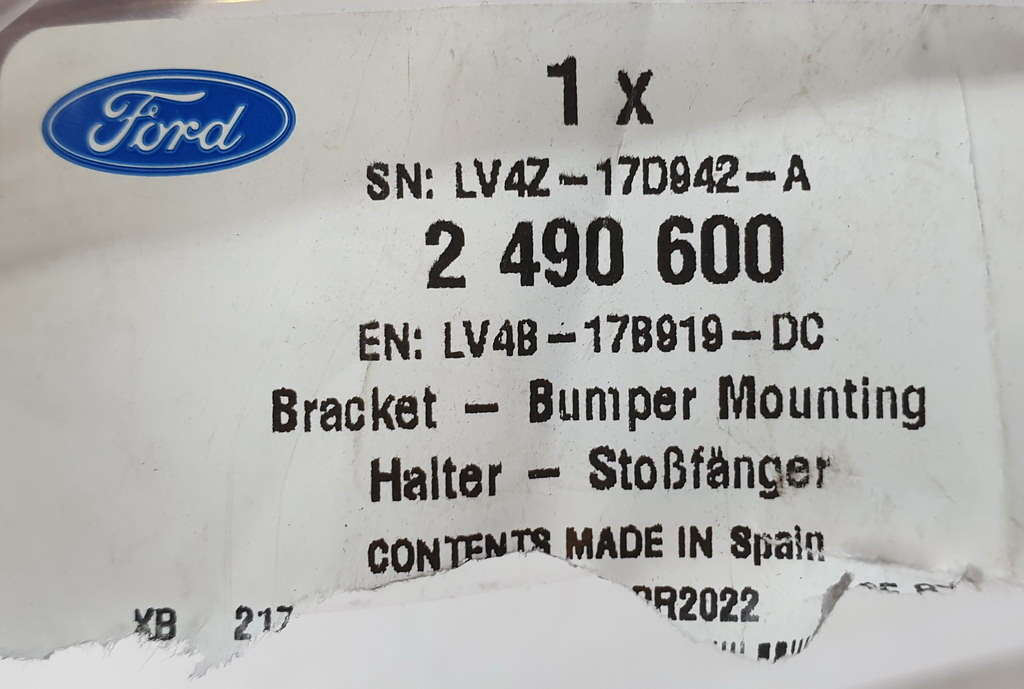 Ford
1 x
SN: LV4Z-17D942-A
2 490 600
EN: LV4B-17B919-DC
Bracket - Bumper Mounting
Halter - Stoßfänger
CONTENTS MADE IN Spain
XB 217